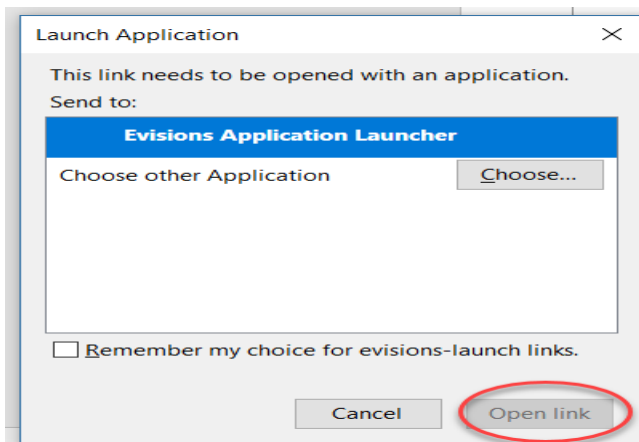 Launch Application
This link needs to be opened with an application.
Send to:
Evisions Application Launcher
Choose other Application
Choose...
Remember my choice for evisions-launch links.
Cancel
Open link